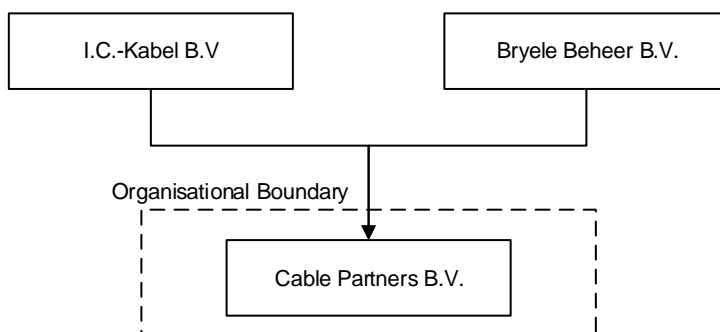 I.C.-Kabel B.V
Bryele Beheer B.V.
Organisational Boundary
Cable Partners B.V.